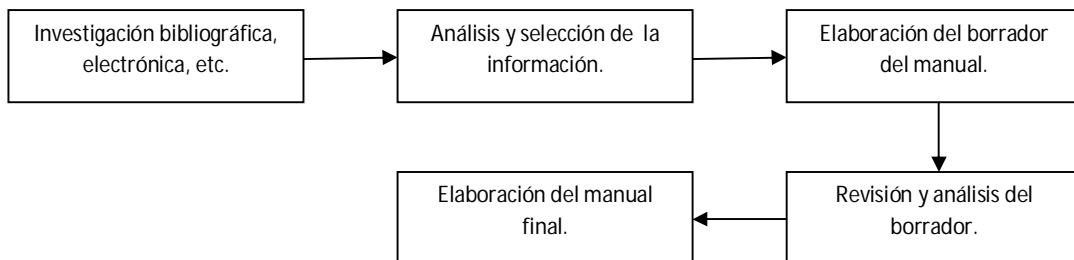 Investigación bibliográfica,
electrónica, etc.
Análisis y selección de  la
información.
Elaboración del borrador
del manual.
Revisión y análisis del
borrador.
Elaboración del manual
final.